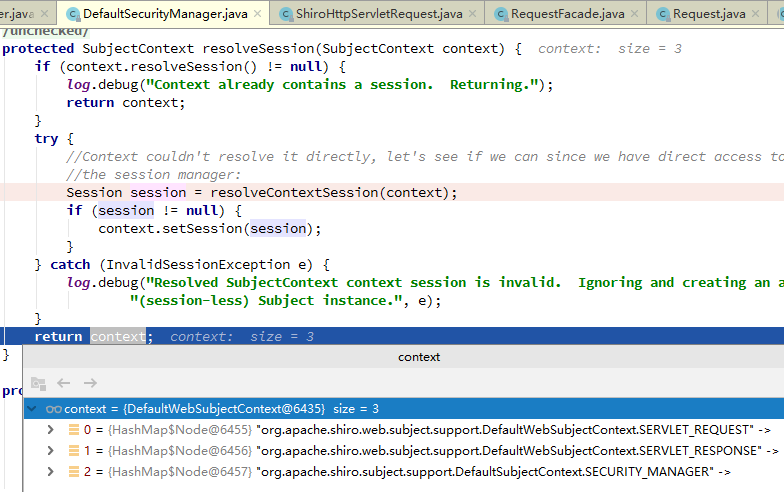 er.java × DefaultSecurityManager.java × ShiroHttpServletRequest.java × RequestFacade.java × Request.java ×
/unchecked/
protected SubjectContext resolveSession(SubjectContext context) { context: size = 3
if (context.resolveSession() != null) {
log.debug("Context already contains a session. Returning.");
return context;
}
try {
//Context couldn't resolve it directly, let's see if we can since we have direct access to
//the session manager:
Session session = resolveContextSession(context);
if (session != null) {
context.setSession(session);
}
} catch (InvalidSessionException e) {
log.debug("Resolved SubjectContext context session is invalid. Ignoring and creating an a
"(session-less) Subject instance.", e);
}
return context; context: size = 3
}
context
pro
context = {DefaultWebSubjectContext@6435} size = 3
0 = {HashMap$Node@6455} "org.apache.shiro.web.subject.support.DefaultWebSubjectContext.SERVLET_REQUEST" ->
1 = {HashMap$Node@6456} "org.apache.shiro.web.subject.support.DefaultWebSubjectContext.SERVLET_RESPONSE" ->
2 = {HashMap$Node@6457} "org.apache.shiro.subject.support.DefaultSubjectContext.SECURITY_MANAGER" ->